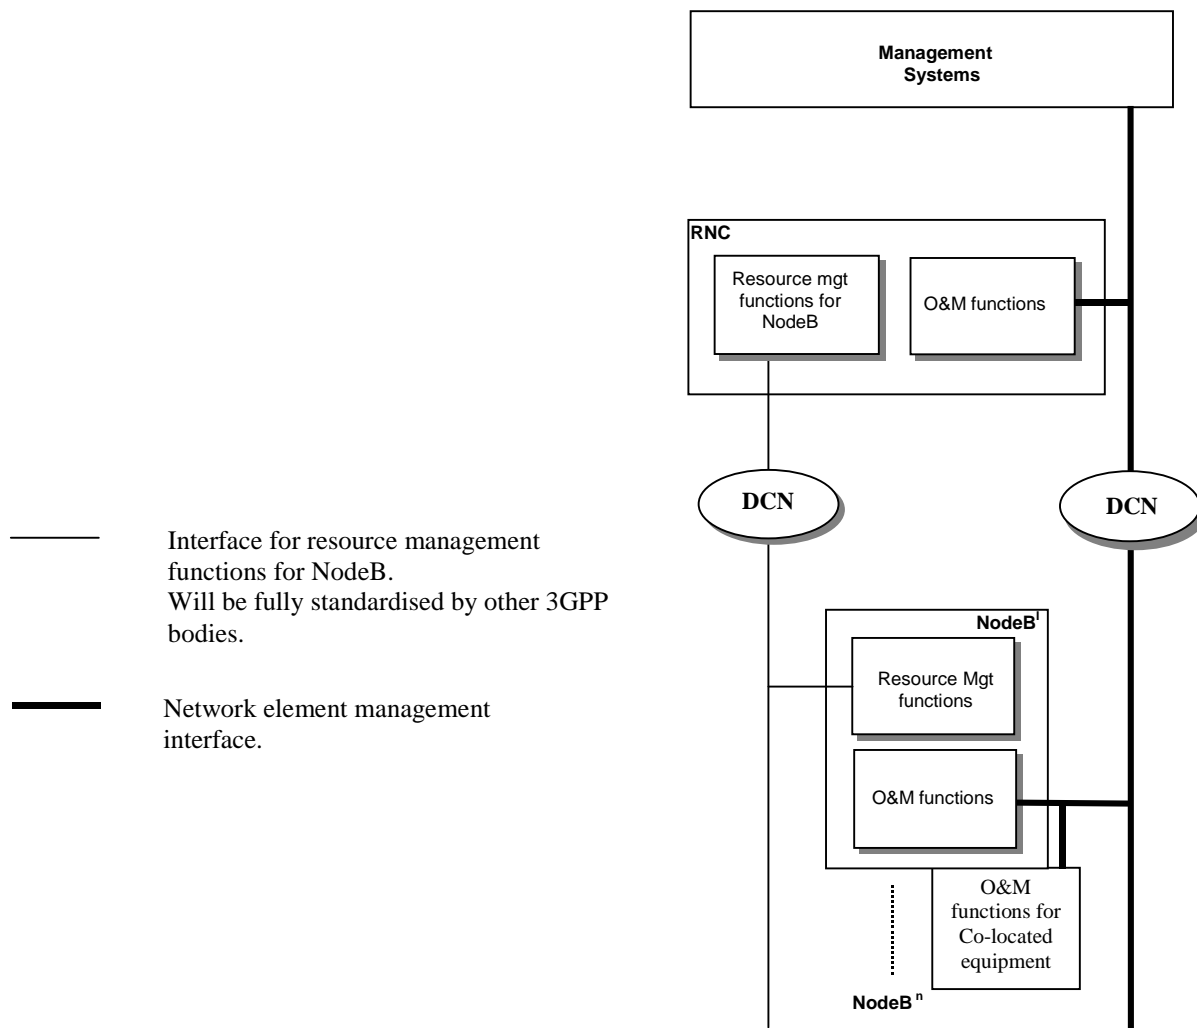 Management
Systems
RNC
Resource mgt
functions for
NodeB
O&M functions
DCN
DCN
Interface for resource management
functions for NodeB.
Will be fully standardised by other 3GPP
bodies.
NodeBˡ
Resource Mgt
functions
Network element management
interface.
O&M functions
O&M
functions for
Co-located
equipment
NodeB ⁿ